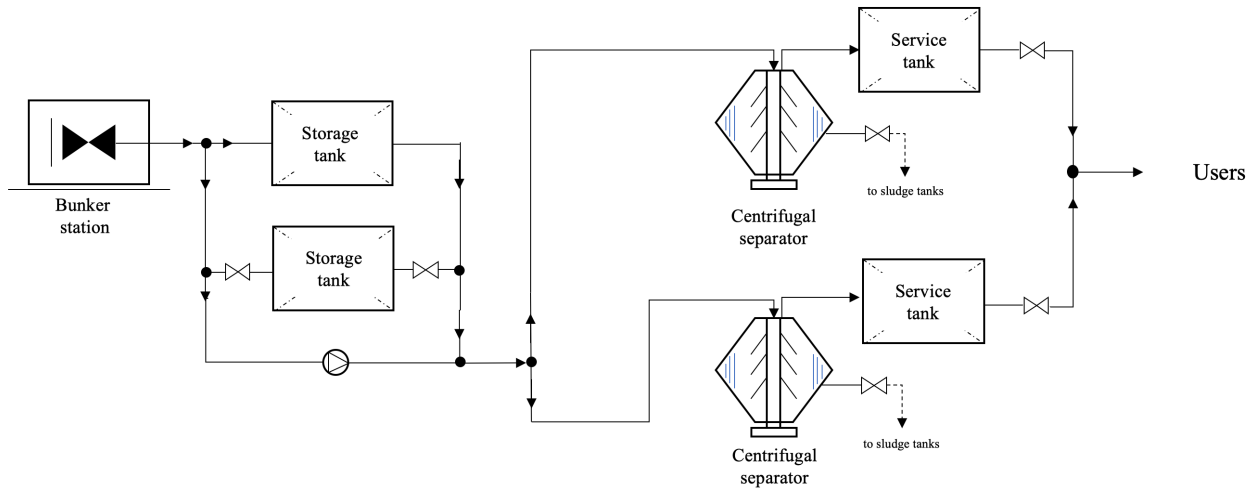 Service
tank
Storage
tank
to sludge tanks
Users
Bunker
station
Centrifugal
separator
Storage
tank
Service
tank
to sludge tanks
Centrifugal
separator